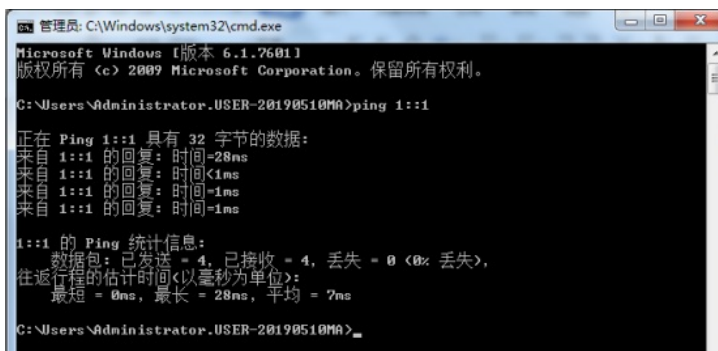 管理员: C:\Windows\system32\cmd.exe
Microsoft Windows [版本 6.1.7601]
版权所有 (c) 2009 Microsoft Corporation。保留所有权利。
C:\Users\Administrator.USER-20190510MA>ping 1::1
正在 Ping 1::1 具有 32 字节的数据:
来自 1::1 的回复: 时间=28ms
来自 1::1 的回复: 时间<1ms
来自 1::1 的回复: 时间=1ms
来自 1::1 的回复: 时间=1ms
1::1 的 Ping 统计信息:
数据包: 已发送 = 4, 已接收 = 4, 丢失 = 0 (0% 丢失),
往返行程的估计时间(以毫秒为单位):
最短 = 0ms, 最长 = 28ms, 平均 = 7ms
C:\Users\Administrator.USER-20190510MA>_